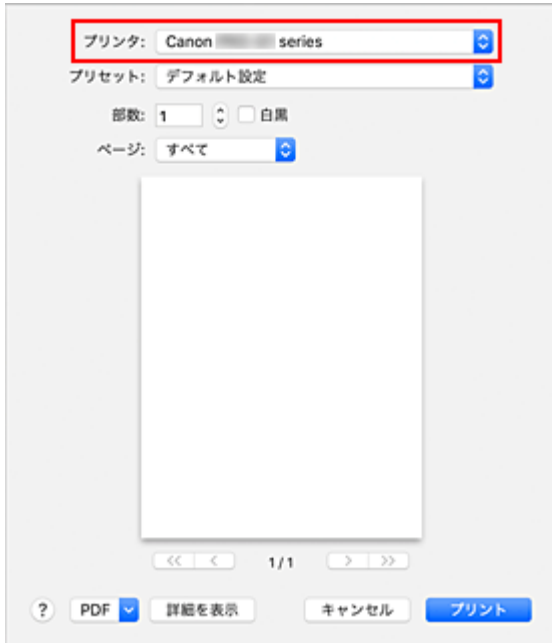 プリンタ: Canon series
プリセット: デフォルト設定
部数: 1 白黒
ページ: すべて
<< < 1/1 > >>
? PDF 詳細を表示 キャンセル プリント